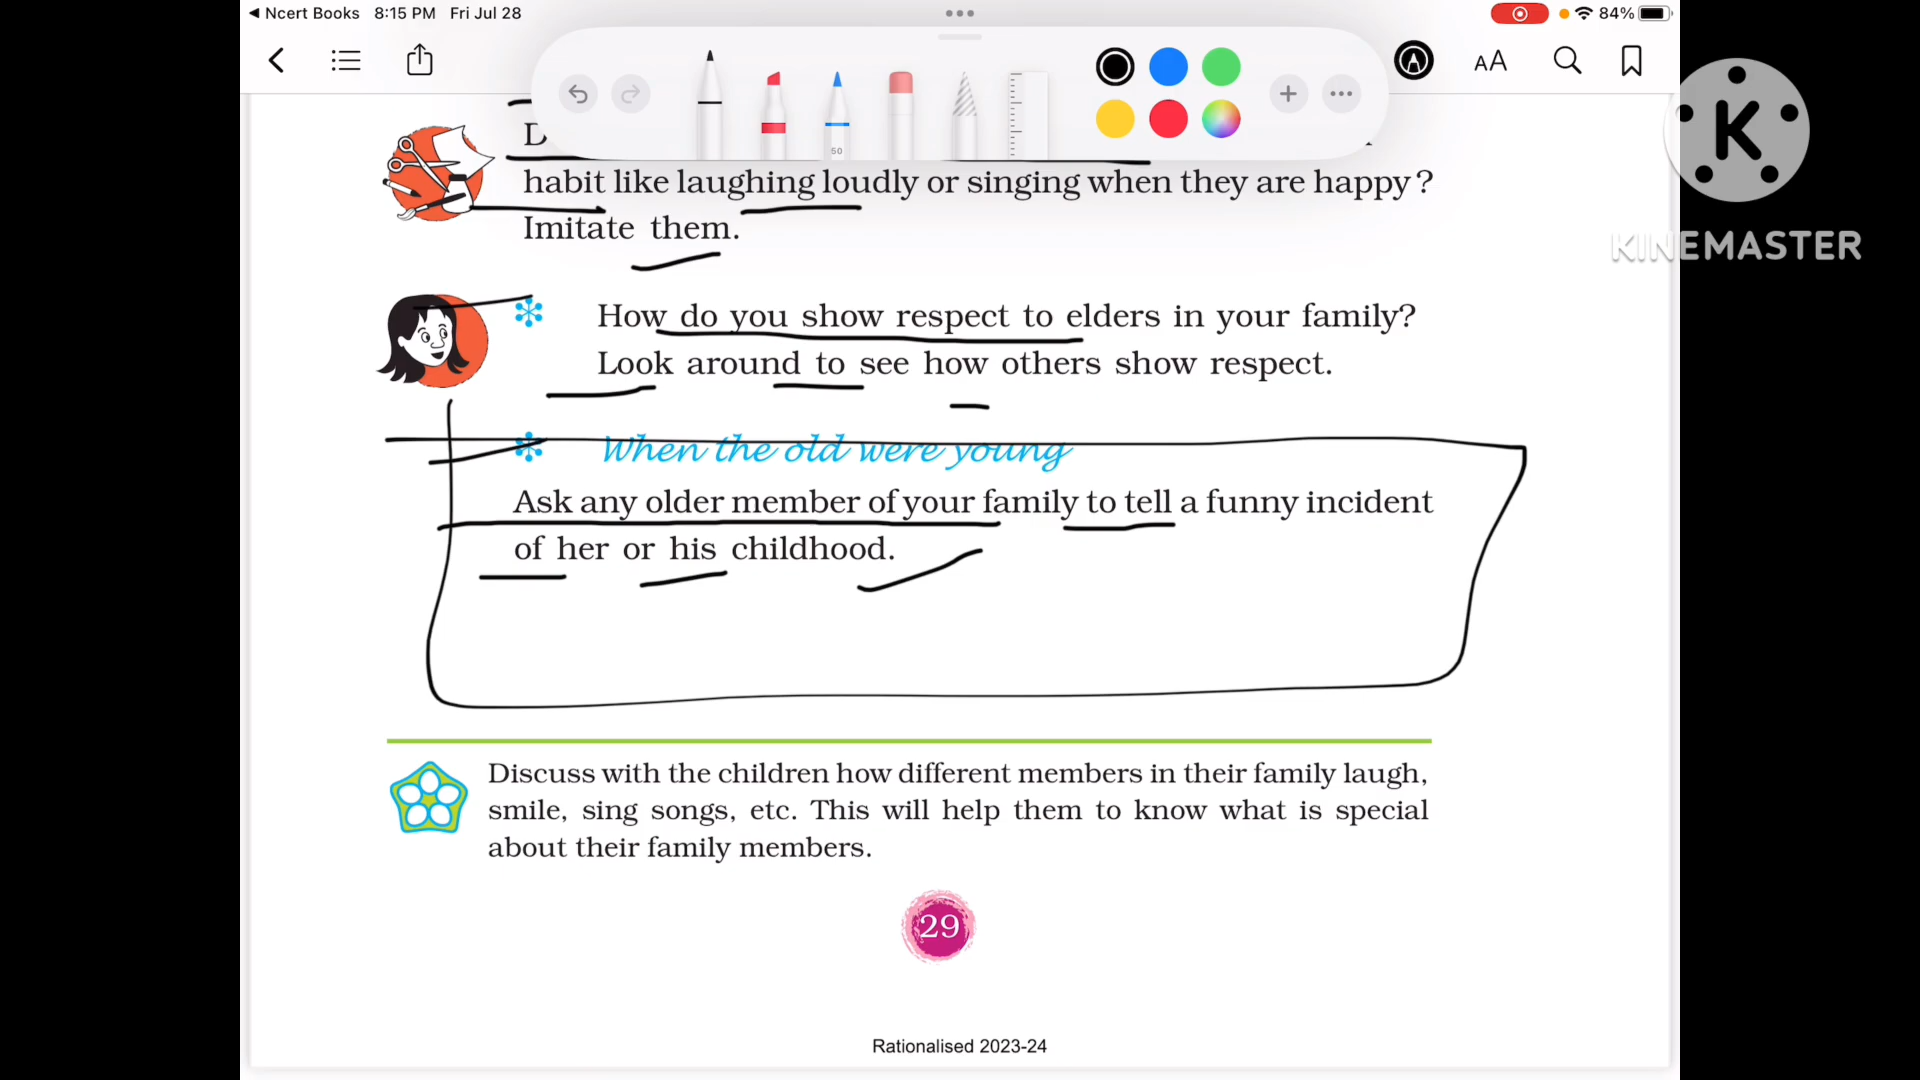 Ncert Books 8:15 PM Fri Jul 28
84%
AA
50
D
habit like laughing loudly or singing when they are happy?
Imitate them.
How do you show respect to elders in your family?
Look around to see how others show respect.
When the old were young
Ask any older member of your family to tell a funny incident
of her or his childhood.
Discuss with the children how different members in their family laugh,
smile, sing songs, etc. This will help them to know what is special
about their family members.
29
Rationalised 2023-24
K
KINEMASTER